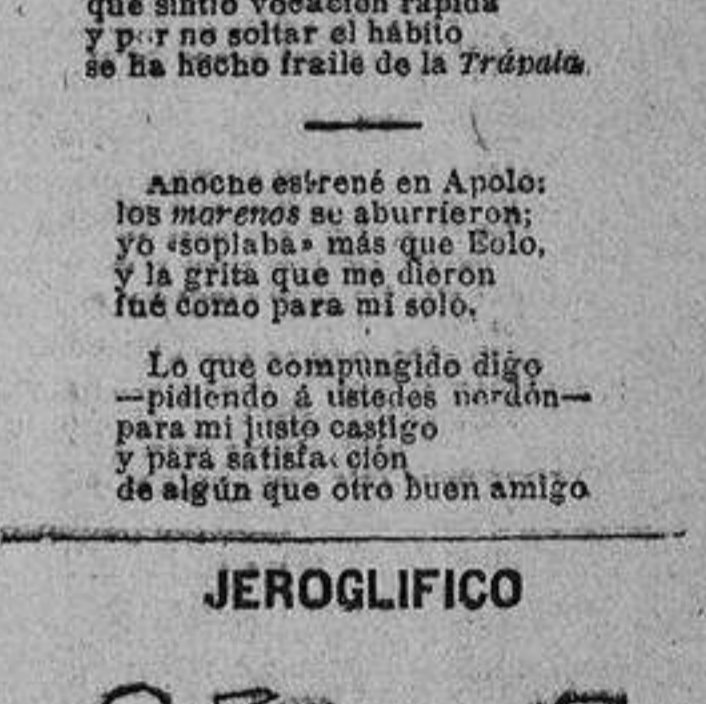 que sintió vocación rápida
y por no soltar el hábito
se ha hecho fraile de la Trápala.
Anoche estrené en Apolo:
los morenos se aburrieron;
yo «soplaba» más que Eolo,
y la grita que me dieron
fué como para mi solo.
Lo que compungido digo
—pidiendo á ustedes perdón—
para mi justo castigo
y para satisfacción
de algún que otro buen amigo
JEROGLIFICO